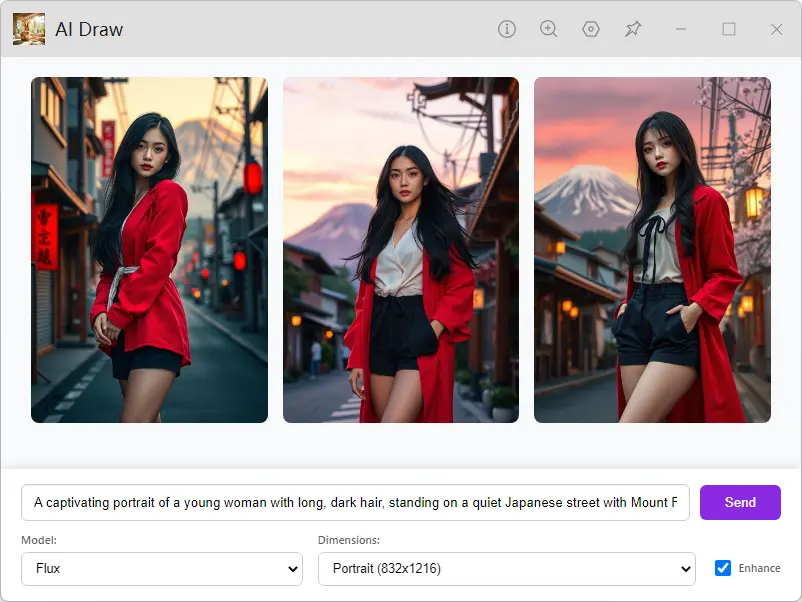 AI Draw
A captivating portrait of a young woman with long, dark hair, standing on a quiet Japanese street with Mount F
Send
Model:
Dimensions:
Flux
Portrait (832x1216)
Enhance